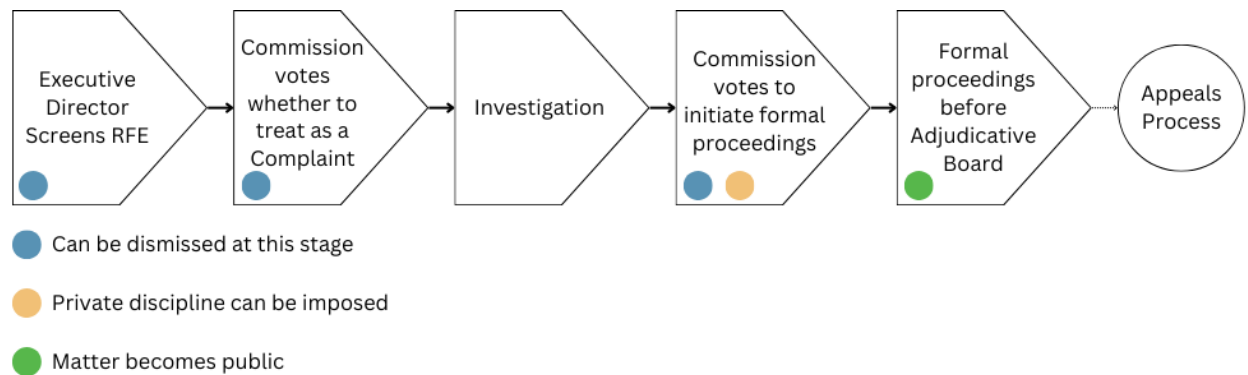 Executive
Director
Screens RFE
Commission
votes
whether to
treat as a
Complaint
Investigation
Commission
votes to
initiate formal
proceedings
Formal
proceedings
before
Adjudicative
Board
Appeals
Process
Can be dismissed at this stage
Private discipline can be imposed
Matter becomes public